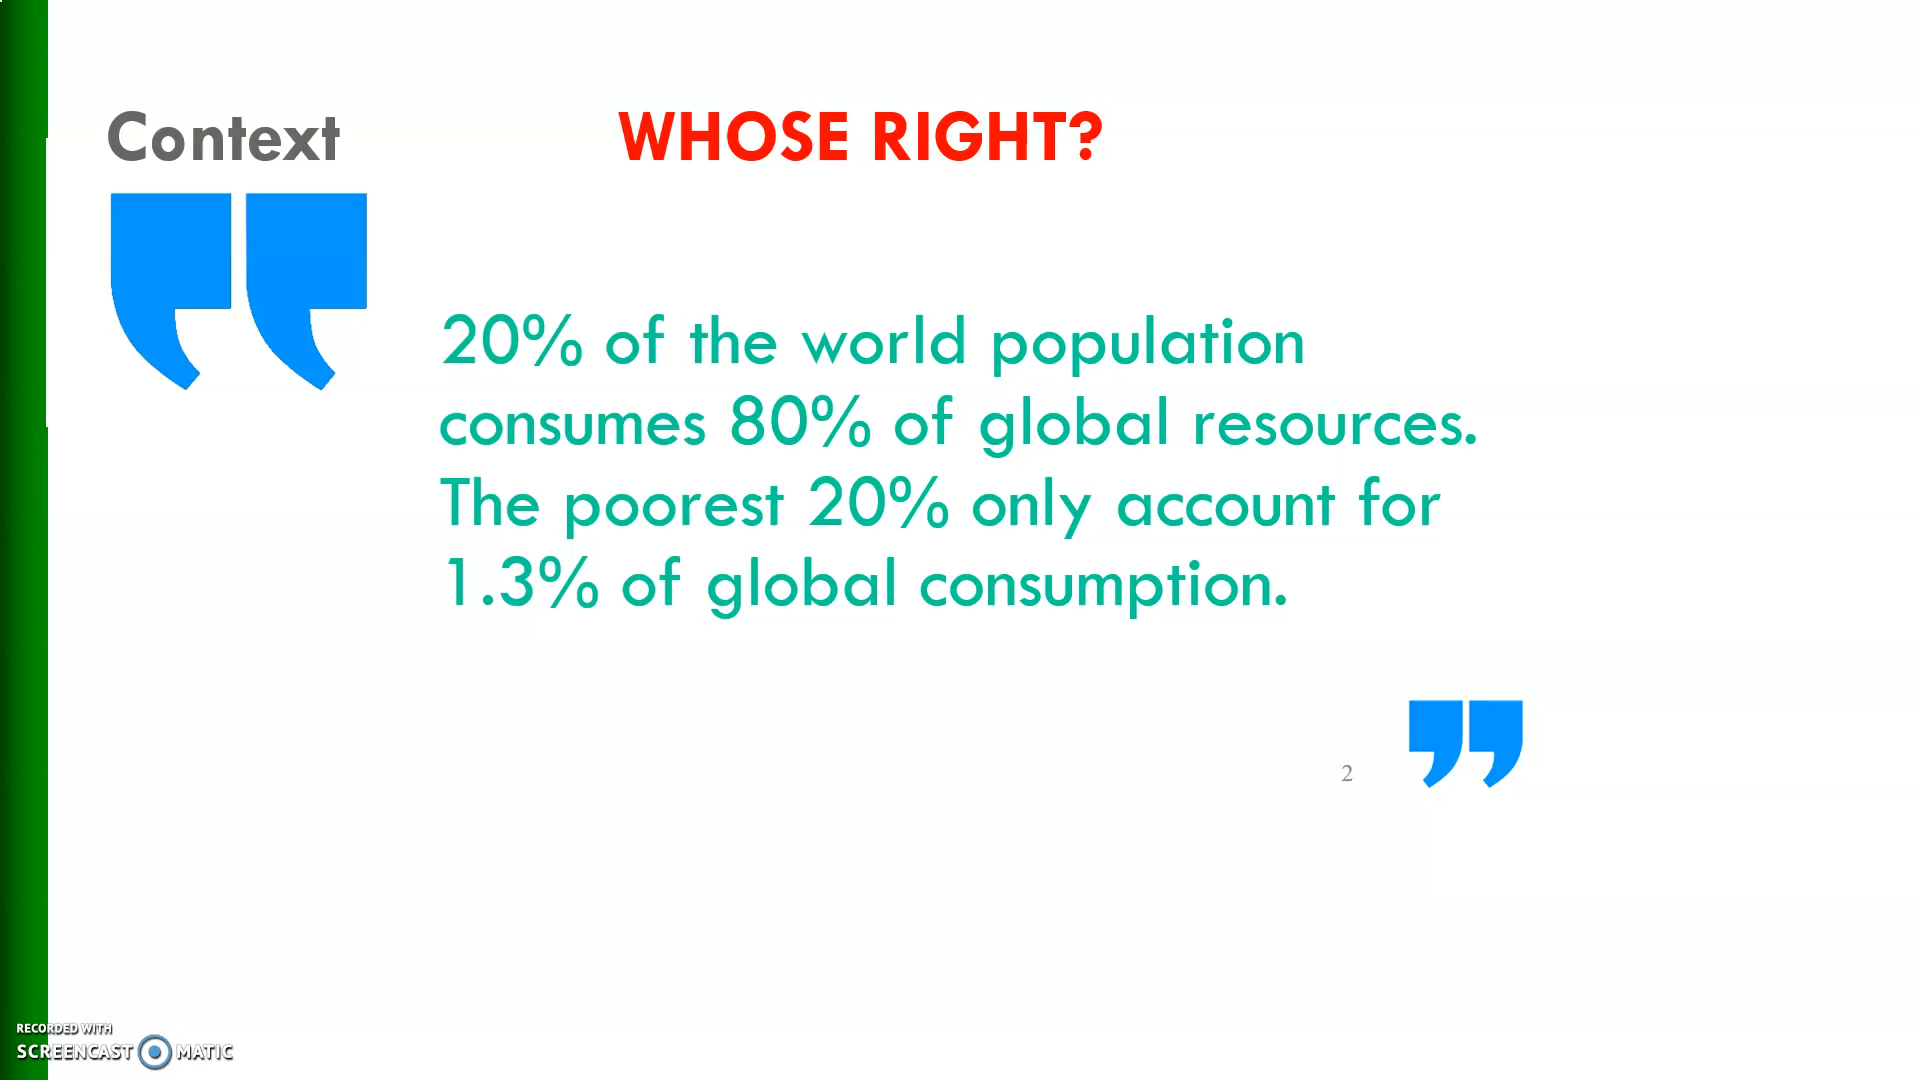 Context
WHOSE RIGHT?
20% of the world population
consumes 80% of global resources.
The poorest 20% only account for
1.3% of global consumption.
2
RECORDED WITH
SCREENCAST MATIC